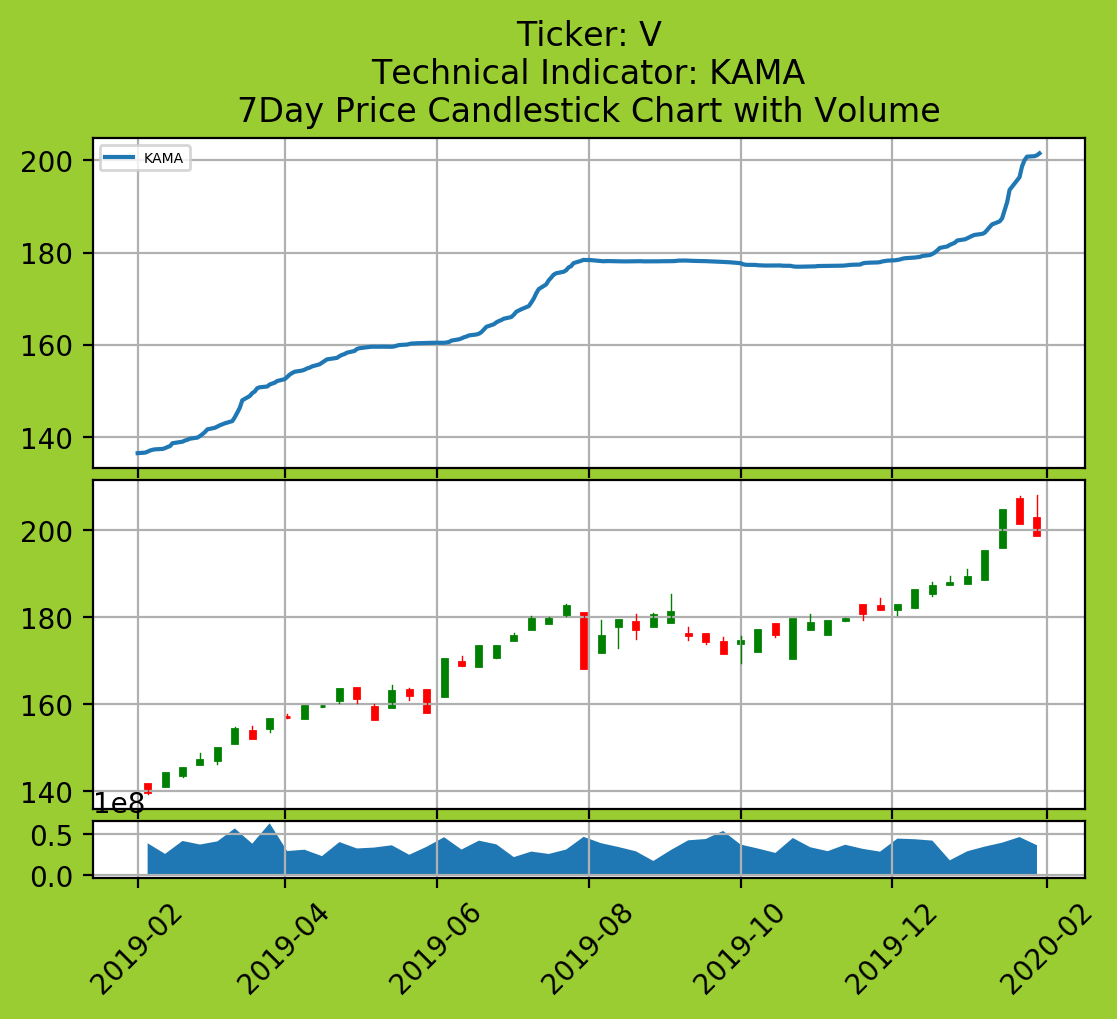 Ticker: V
Technical Indicator: KAMA
7Day Price Candlestick Chart with Volume
KAMA
200
180
160
140
200
180
160
140
1e8
0.5
0.0
2019-02 2019-04 2019-06 2019-08 2019-10 2019-12 2020-02